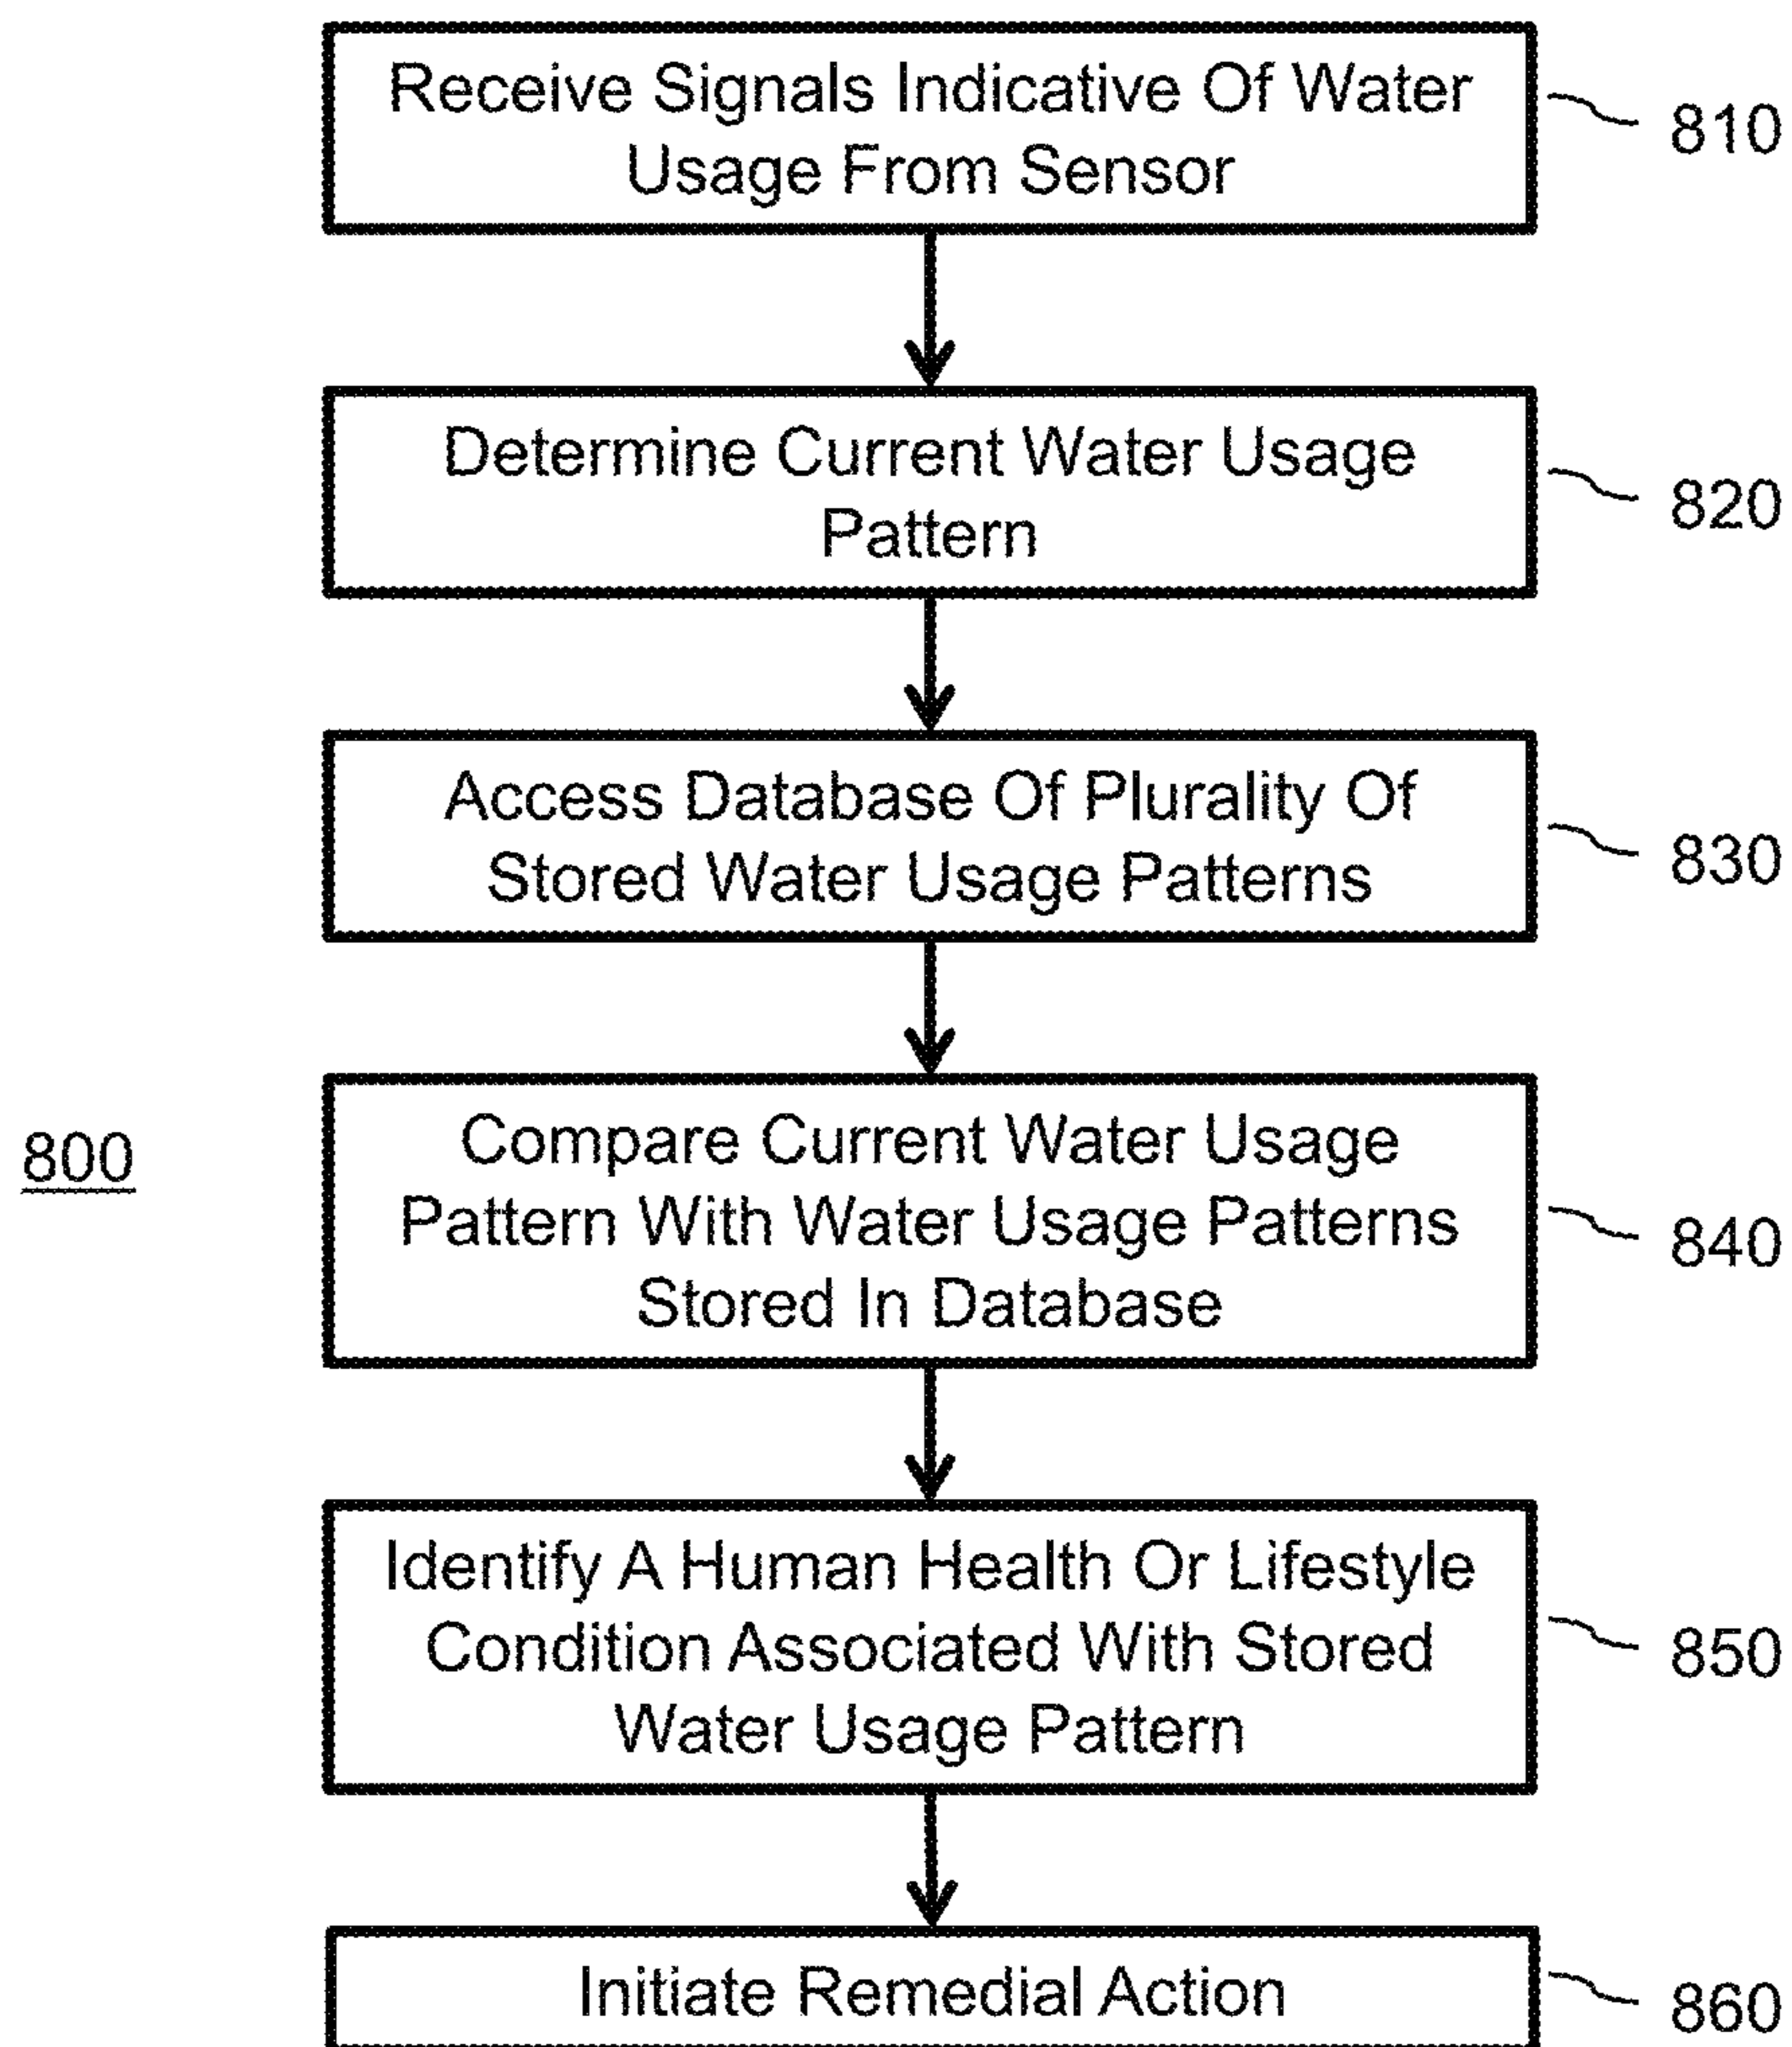 Receive Signals Indicative Of Water
Usage From Sensor
810
Determine Current Water Usage
Pattern
820
Access Database Of Plurality Of
Stored Water Usage Patterns
830
800
Compare Current Water Usage
Pattern With Water Usage Patterns
Stored In Database
840
Identify A Human Health Or Lifestyle
Condition Associated With Stored
Water Usage Pattern
850
Initiate Remedial Action
860